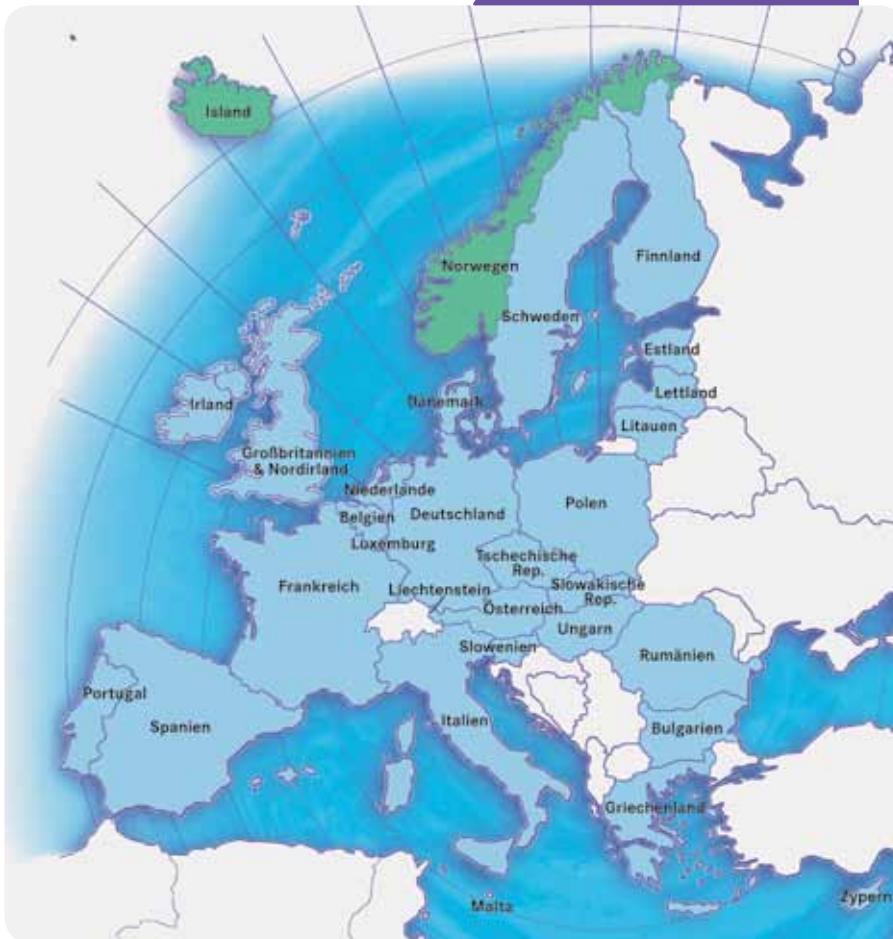 Island
Norwegen
Finnland
Schweden
Estland
Lettland
Litauen
Irland
Dänemark
Großbritannien
& Nordirland
Niederlande
Belgien
Deutschland
Polen
Luxemburg
Tschechische
Rep.
Frankreich
Liechtenstein
Slowakische
Rep.
Österreich
Ungarn
Slowenien
Rumänien
Portugal
Spanien
Italien
Bulgarien
Griechenland
Malta
Zypern